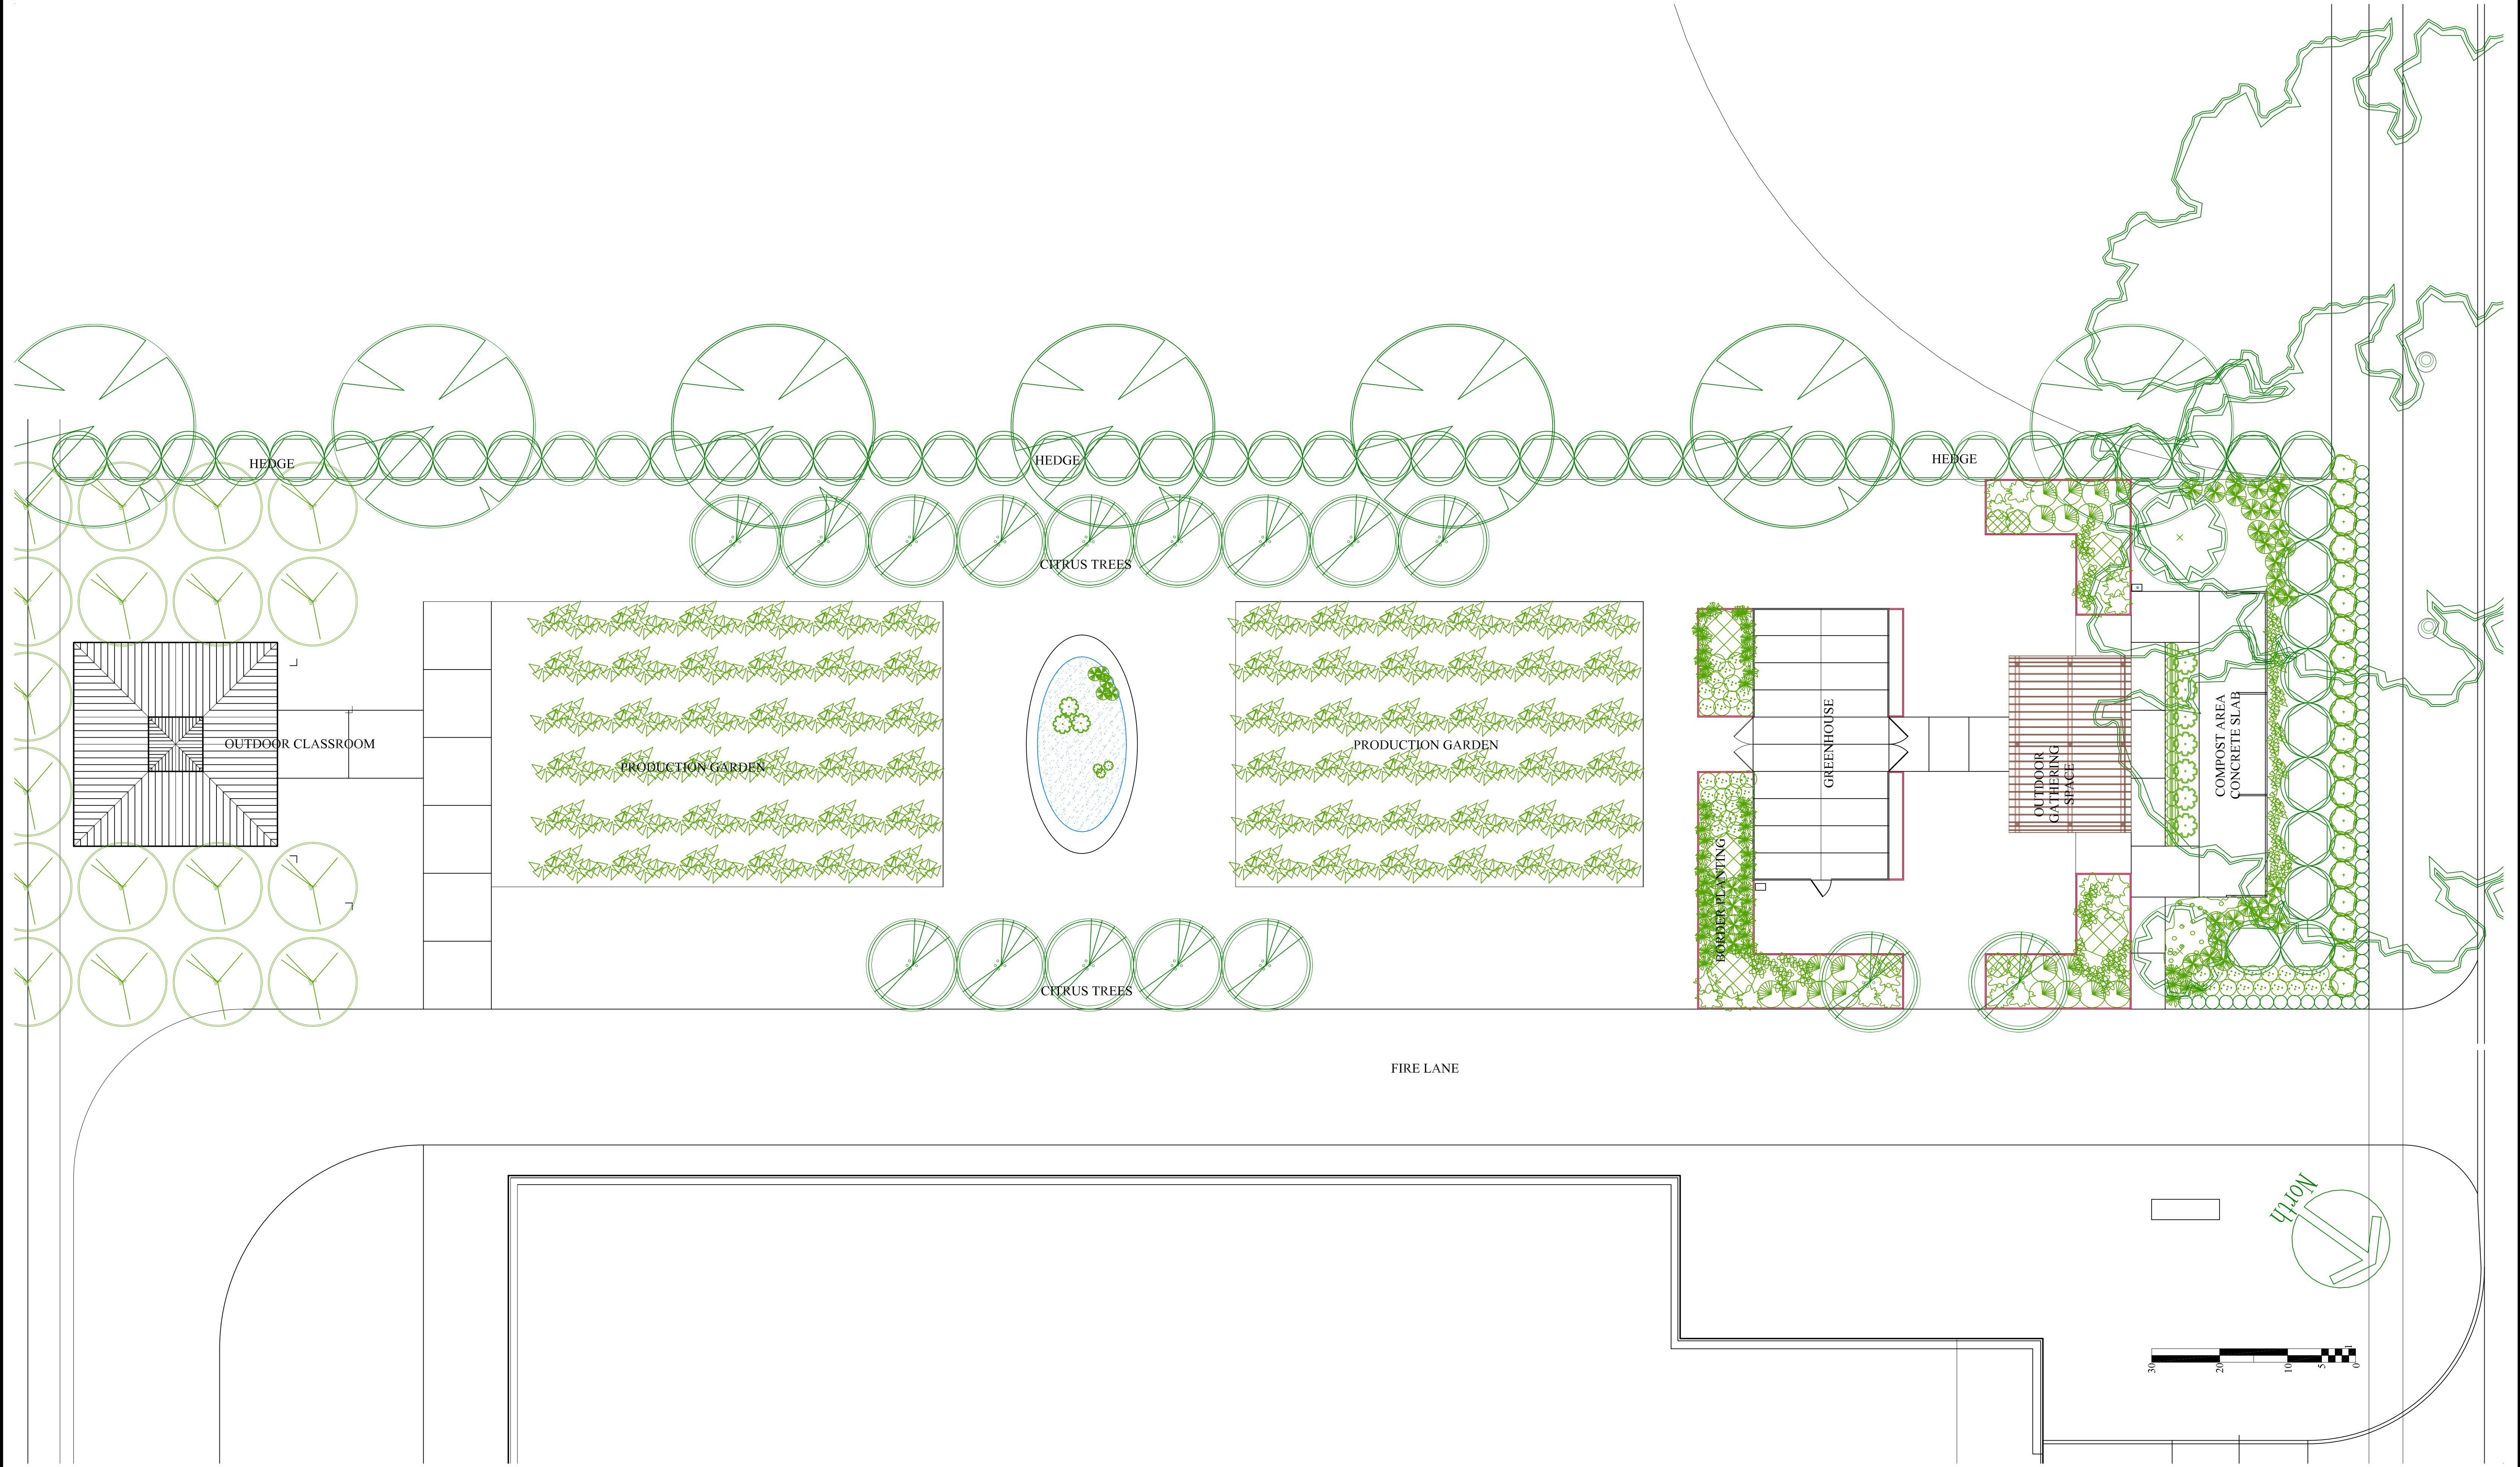 HEDGE
HEDGE
HEDGE
CITRUS TREES
OUTDOOR CLASSROOM
PRODUCTION GARDEN
PRODUCTION GARDEN
GREENHOUSE
OUTDOOR
GATHERING
SPACE
COMPOST AREA
CONCRETE SLAB
BORDER PLANTING
CITRUS TREES
FIRE LANE
North
30
20
10
5
1
0